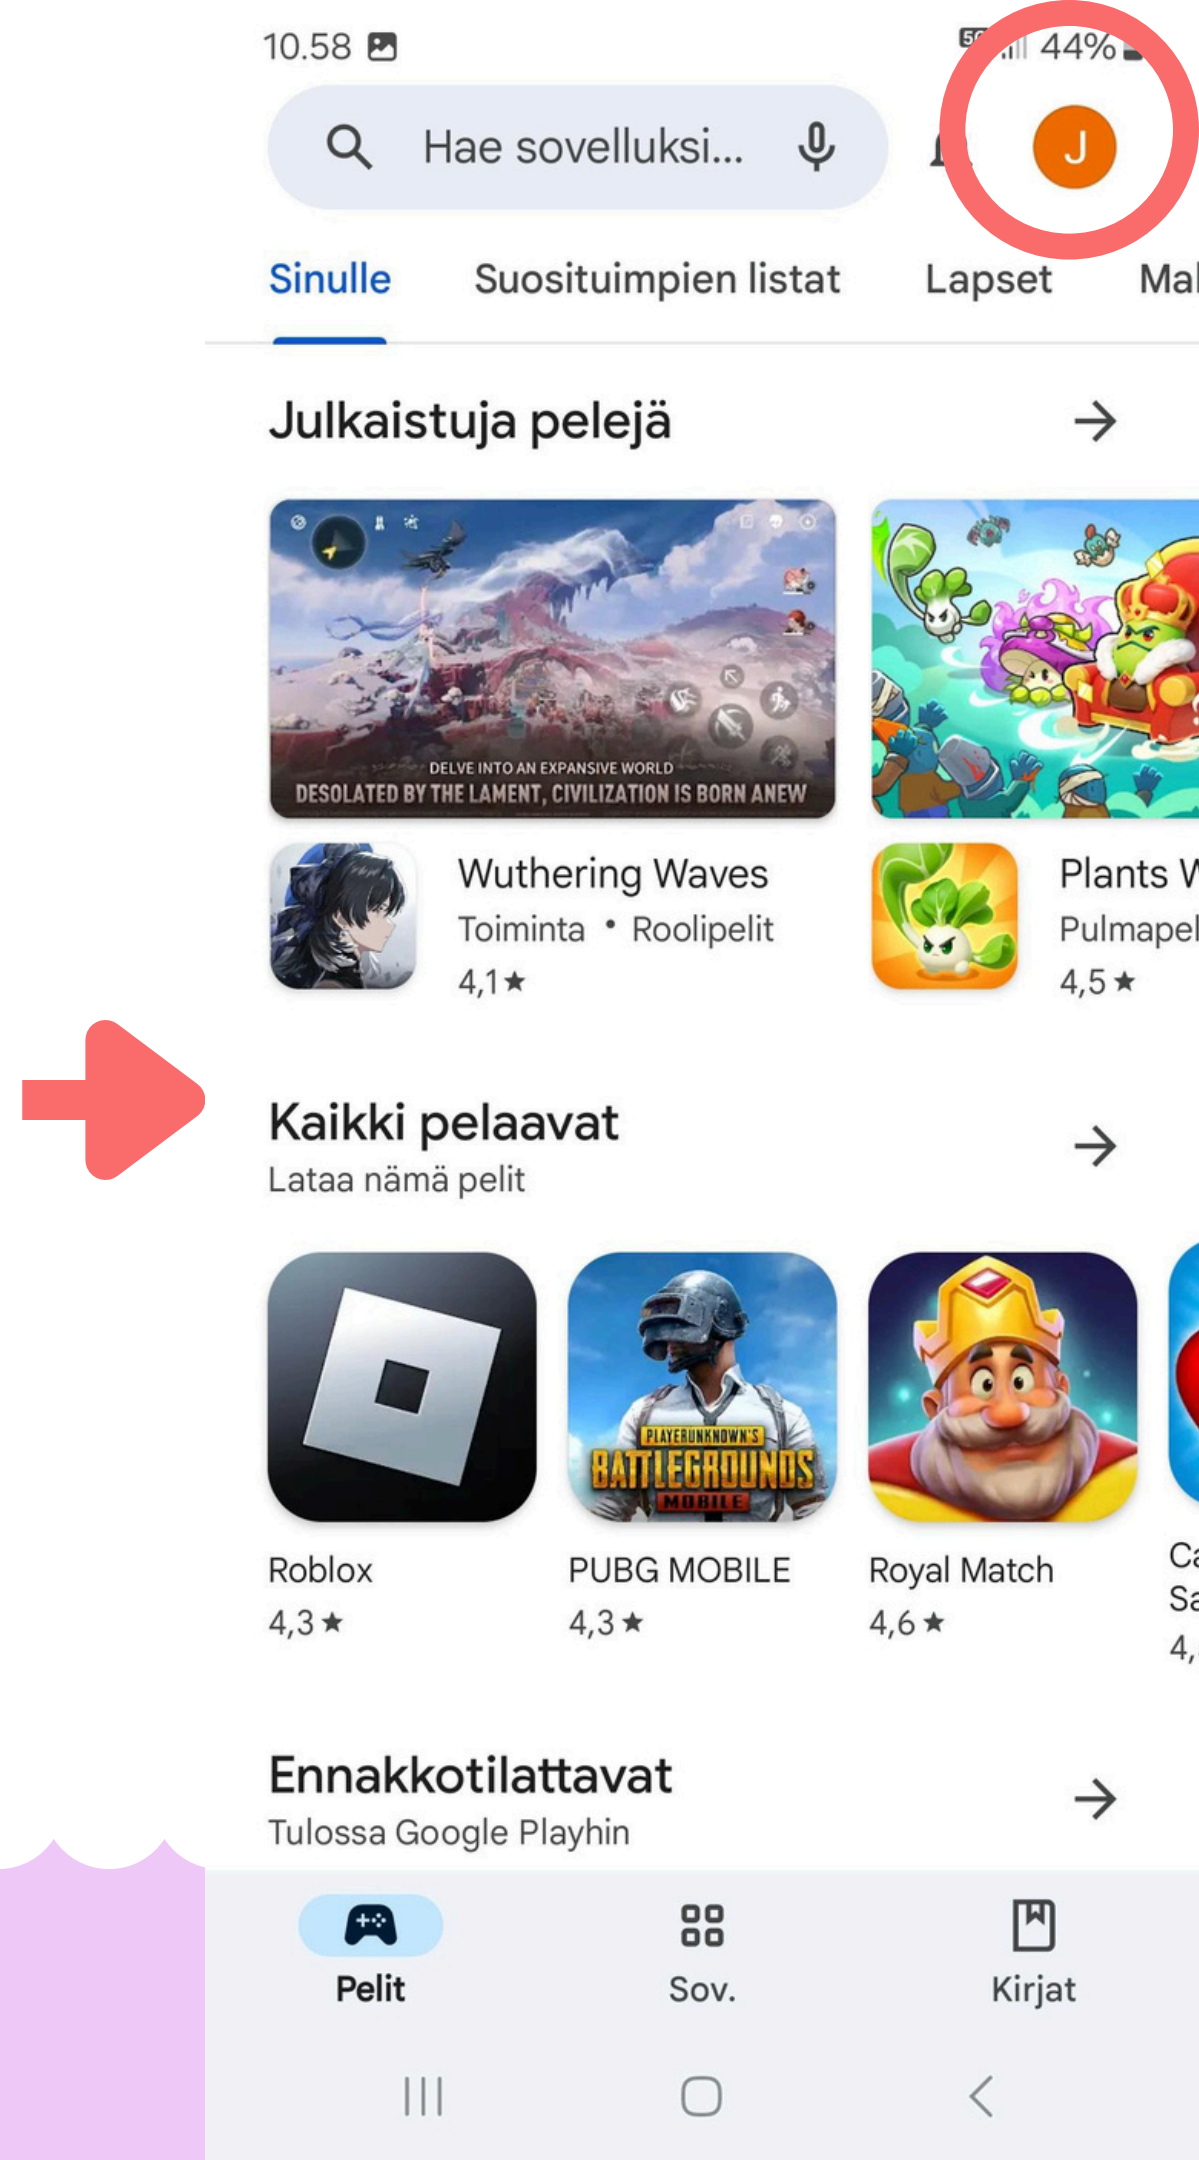 10.58
44%
Hae sovelluksi...
J
Sinulle Suosituimpien listat Lapset
Julkaistuja pelejä
DELVE INTO AN EXPANSIVE WORLD
DESOLATED BY THE LAMENT, CIVILIZATION IS BORN ANEW
Wuthering Waves
Toiminta • Roolipelit
4,1★
Plants
4,5★
Kaikki pelaavat
Lataa nämä pelit
PLAYERUNKNOWN'S
BATTLEGROUNDS
MOBILE
Roblox
4,3★
PUBG MOBILE
4,3★
Royal Match
4,6★
Ennakkotilattavat
Tulossa Google Playhin
Pelit
Sov.
Kirjat